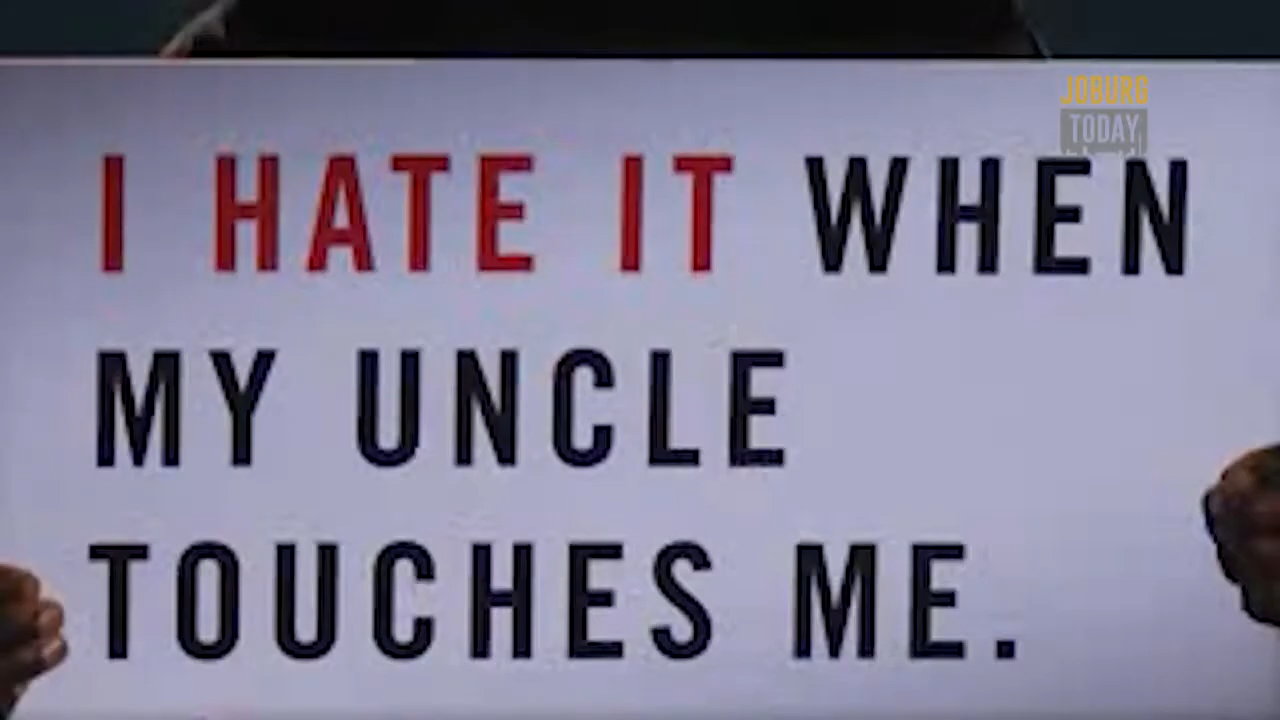 JOBURG
TODAY
I HATE IT WHEN
MY UNCLE
TOUCHES ME.